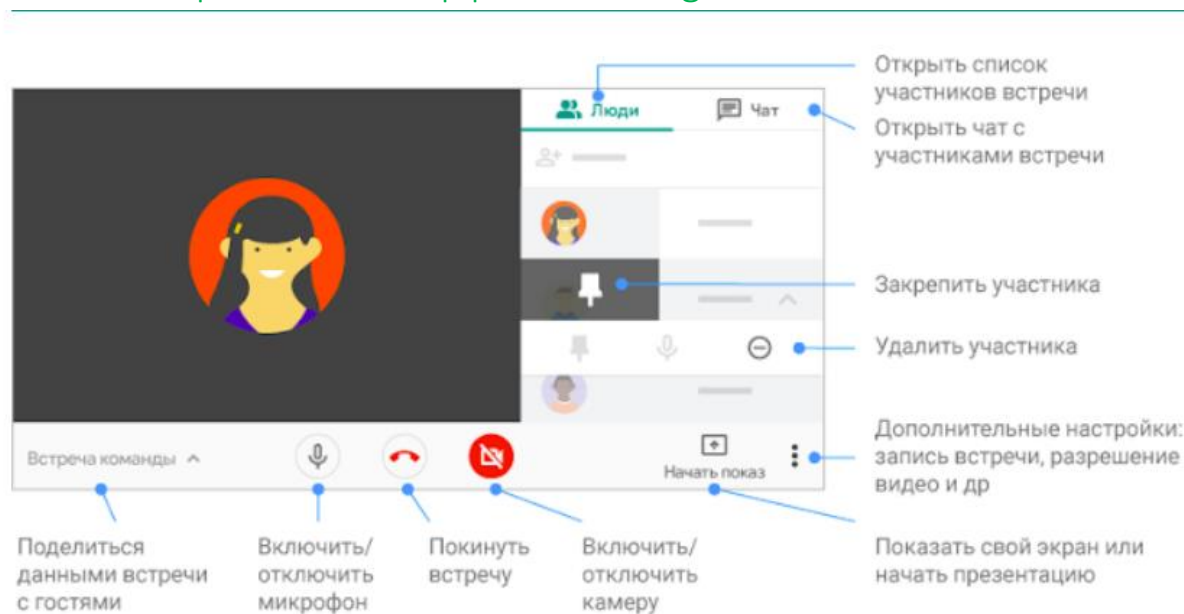 Открыть список
участников встречи
Люди
Чат
Открыть чат с
участниками встречи
Закрепить участника
Удалить участника
Дополнительные настройки:
запись встречи, разрешение
видео и др
Встреча команды
Начать показ
Поделиться
данными встречи
с гостями
Включить/
отключить
микрофон
Покинуть
встречу
Включить/
отключить
камеру
Показать свой экран или
начать презентацию